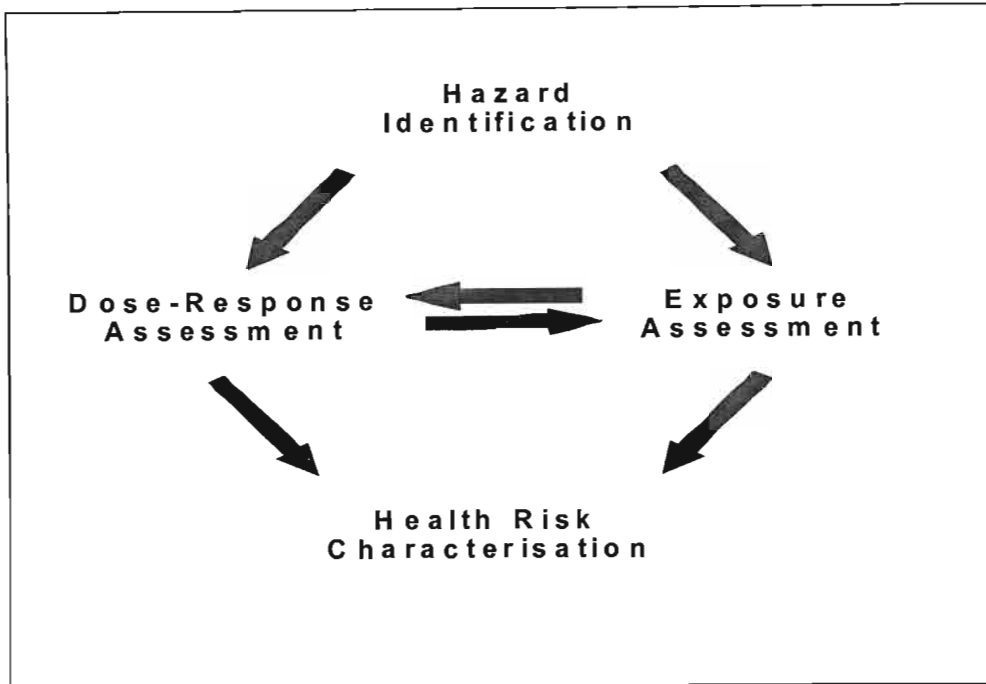 Hazard
Identification
Dose-Response
Assessment
Exposure
Assessment
Health Risk
Characterisation